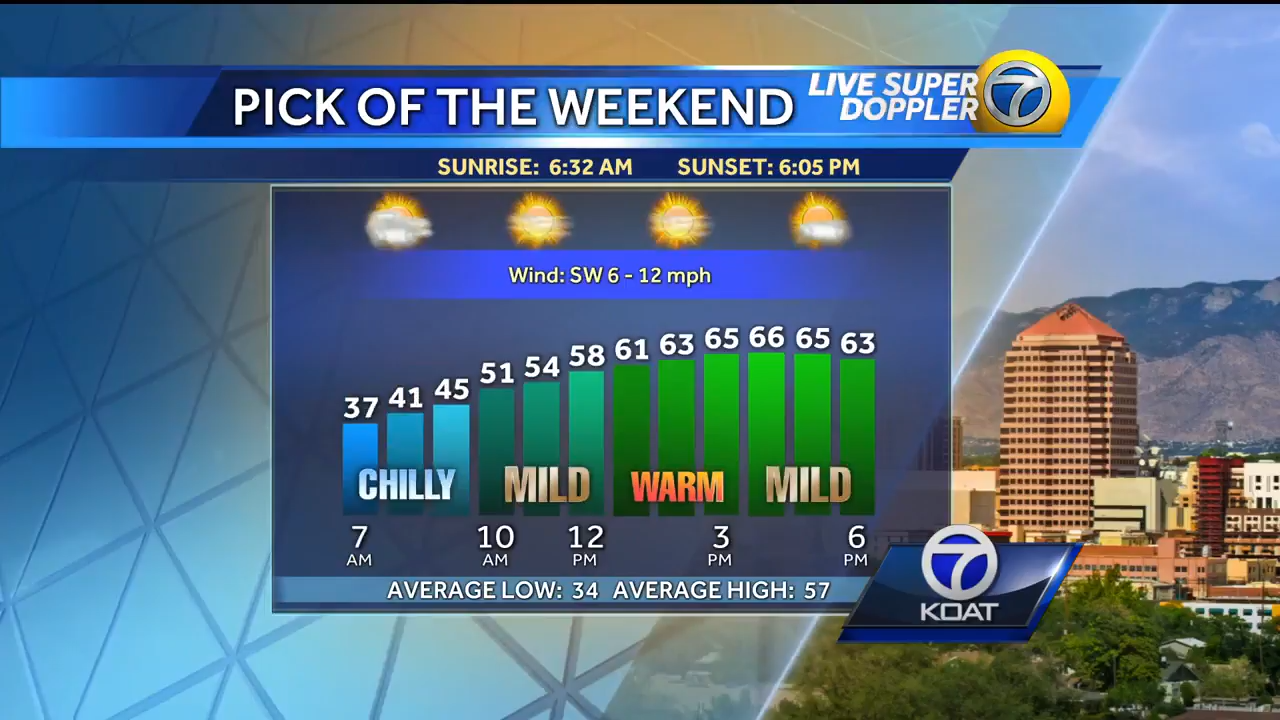 PICK OF THE WEEKEND
LIVE SUPER
DOPPLER
7
SUNRISE: 6:32 AM SUNSET: 6:05 PM
Wind: SW 6 - 12 mph
37 41 45 51 54 58 61 63 65 66 65 63
CHILLY MILD WARM MILD
7 10 12 3 6
AM AM PM PM PM
AVERAGE LOW: 34 AVERAGE HIGH: 57
7
KOAT